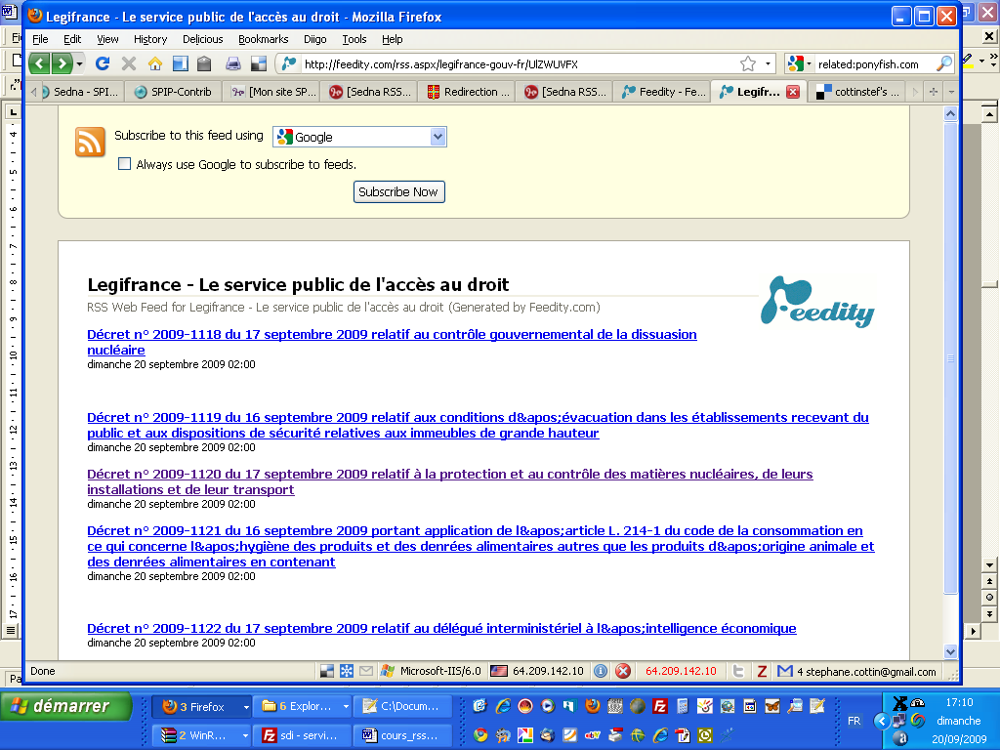 Legifrance - Le service public de l'accès au droit - Mozilla Firefox
File Edit View History Delicious Bookmarks Diigo Tools Help
http://feedity.com/rss.aspx/legifrance-gouv-fr/UlZWUVFX
related:ponyfish.com
Sedna - SPI... SPIP-Contrib [Mon site SP... [Sedna RSS... Redirection ... [Sedna RSS... Feedity - Fe... Legifr... cottinstef's ...
Subscribe to this feed using Google
Always use Google to subscribe to feeds.
Subscribe Now
Legifrance - Le service public de l'accès au droit
RSS Web Feed for Legifrance - Le service public de l'accès au droit (Generated by Feedity.com)
Feedity
Décret n° 2009-1118 du 17 septembre 2009 relatif au contrôle gouvernemental de la dissuasion
nucléaire
dimanche 20 septembre 2009 02:00
Décret n° 2009-1119 du 16 septembre 2009 relatif aux conditions d&apos;évacuation dans les établissements recevant du
public et aux dispositions de sécurité relatives aux immeubles de grande hauteur
dimanche 20 septembre 2009 02:00
Décret n° 2009-1120 du 17 septembre 2009 relatif à la protection et au contrôle des matières nucléaires, de leurs
installations et de leur transport
dimanche 20 septembre 2009 02:00
Décret n° 2009-1121 du 16 septembre 2009 portant application de l&apos;article L. 214-1 du code de la consommation en
ce qui concerne l&apos;hygiène des produits et des denrées alimentaires autres que les produits d&apos;origine animale et
des denrées alimentaires en contenant
dimanche 20 septembre 2009 02:00
Décret n° 2009-1122 du 17 septembre 2009 relatif au délégué interministériel à l&apos;intelligence économique
dimanche 20 septembre 2009 02:00
Done Microsoft-IIS/6.0 64.209.142.10 64.209.142.10 4 stephane.cottin@gmail.com
démarrer
3 Firefox 6 Explor... C:\Docum...
2 WinR... sdi - servi... cours_rss...
FR
17:10
dimanche
20/09/2009